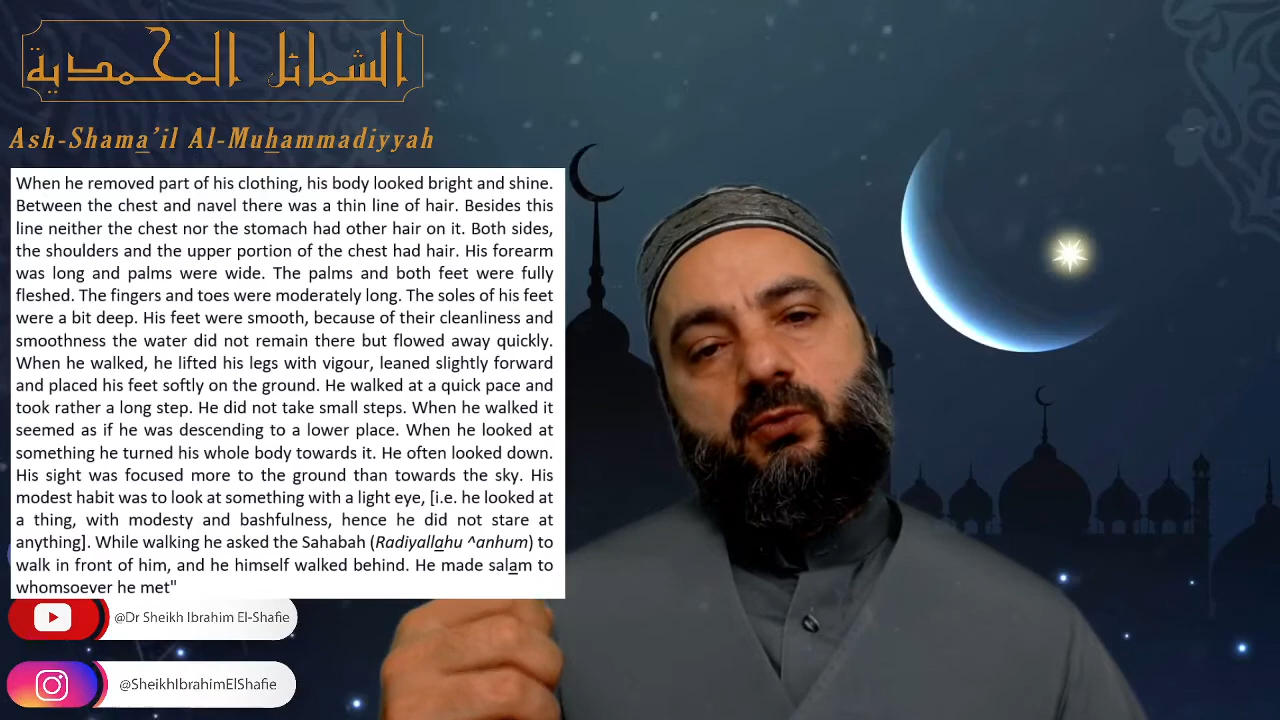 الشمائل المحمدية
Ash-Shama'il Al-Muhammadiyyah
When he removed part of his clothing, his body looked bright and shine.
Between the chest and navel there was a thin line of hair. Besides this
line neither the chest nor the stomach had other hair on it. Both sides,
the shoulders and the upper portion of the chest had hair. His forearm
was long and palms were wide. The palms and both feet were fully
fleshed. The fingers and toes were moderately long. The soles of his feet
were a bit deep. His feet were smooth, because of their cleanliness and
smoothness the water did not remain there but flowed away quickly.
When he walked, he lifted his legs with vigour, leaned slightly forward
and placed his feet softly on the ground. He walked at a quick pace and
took rather a long step. He did not take small steps. When he walked it
seemed as if he was descending to a lower place. When he looked at
something he turned his whole body towards it. He often looked down.
His sight was focused more to the ground than towards the sky. His
modest habit was to look at something with a light eye, [i.e. he looked at
a thing, with modesty and bashfulness, hence he did not stare at
anything]. While walking he asked the Sahabah (Radiyallahu ^anhum) to
walk in front of him, and he himself walked behind. He made salam to
whomsoever he met"
@Dr Sheikh Ibrahim El-Shafie
@SheikhIbrahimElShafie